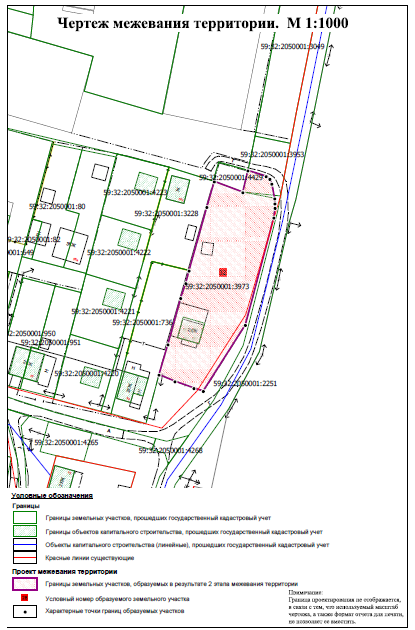 Чертеж межевания территории. М 1:1000
59:32:2050001:3049
59:32:2050001:3953
59:32:2050001:4429
59:32:2050001:4223
59:32:2050001:80
59:32:2050001:3228
59:32:2050001:82
0001:649
59:32:2050001:4222
59:32:2050001:3973
59:32:2050001:4221
59:32:2050001:736
2:2050001:950
59:32:2050001:951
59:32:2050001:4220
59:32:2050001:2251
59:32:2050001:4265
59:32:2050001:4268
Условные обозначения
Границы
Границы земельных участков, прошедших государственный кадастровый учет
Границы объектов капитального строительства, прошедших государственный кадастровый учет
Объекты капитального строительства (линейные), прошедших государственный кадастровый учет
Красные линии существующие
Проект межевания территории
Границы земельных участков, образуемых в результате 2 этапа межевания территории
Условный номер образуемого земельного участка
Характерные точки границ образуемых участков
Примечание:
Граница проектирования не отображается,
в связи с тем, что используемый масштаб
чертежа, а также формат отчета для печати,
не позволяет ее вместить.